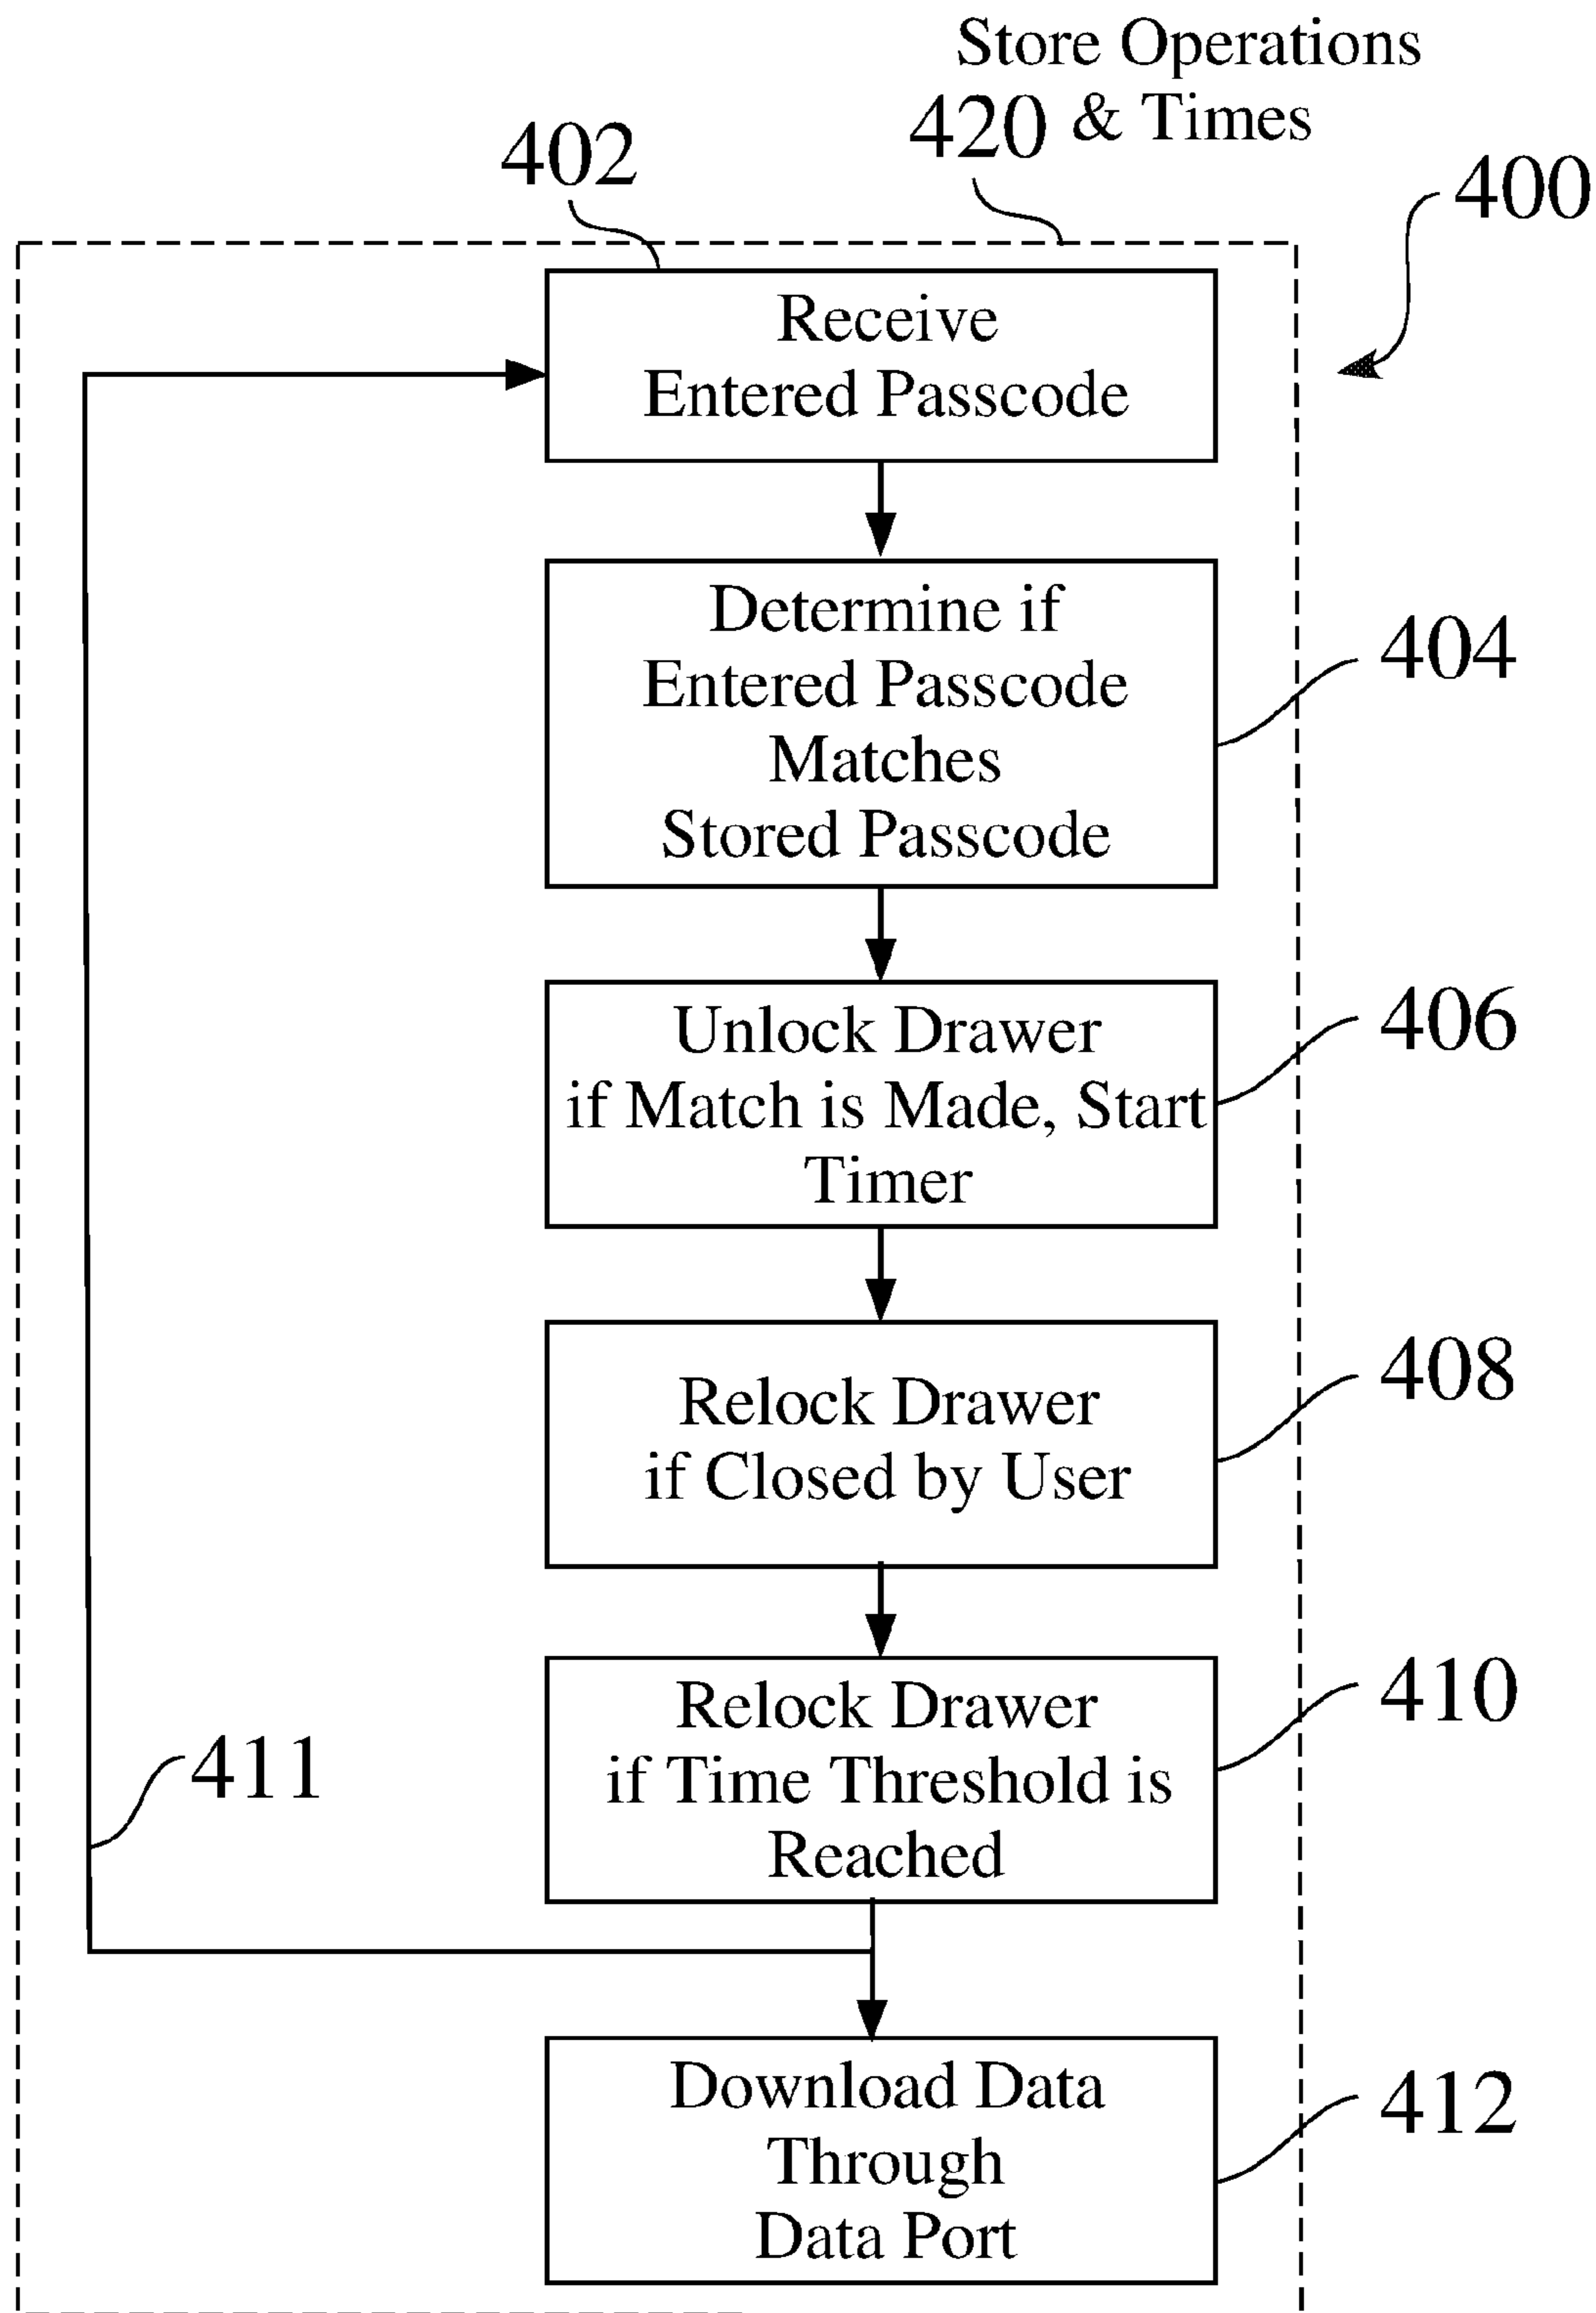 Store Operations
420 & Times
402
400
Receive
Entered Passcode
Determine if
Entered Passcode
Matches
Stored Passcode
404
Unlock Drawer
if Match is Made, Start
Timer
406
Relock Drawer
if Closed by User
408
Relock Drawer
if Time Threshold is
Reached
410
411
Download Data
Through
Data Port
412